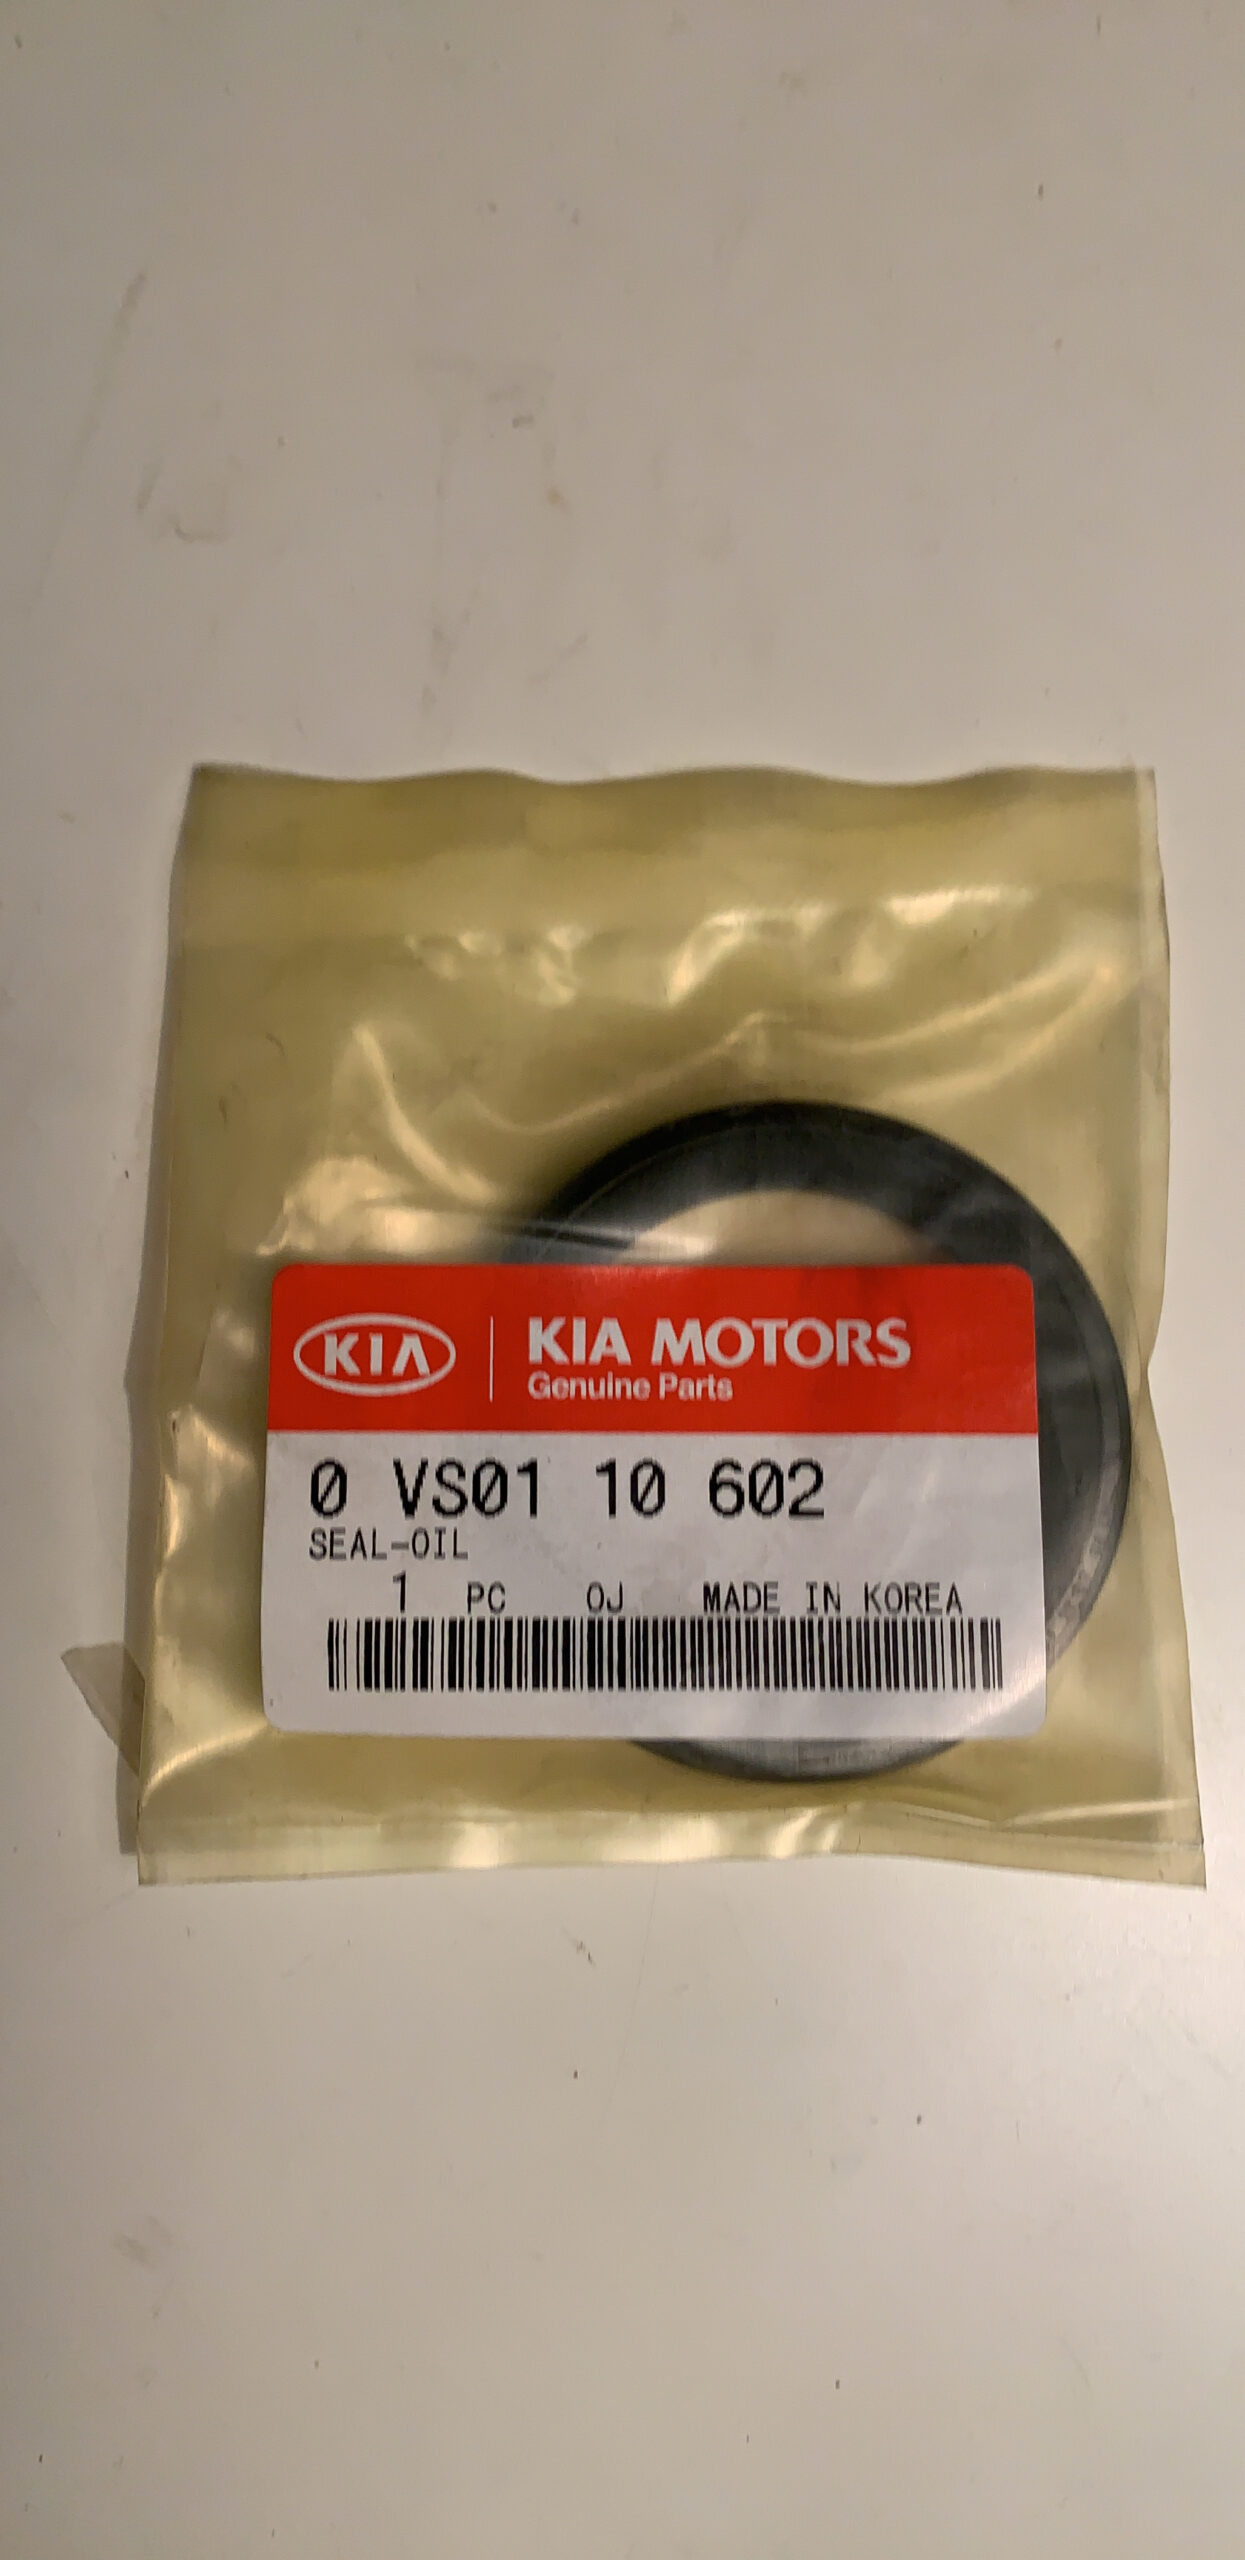 KIA KIA MOTORS
Genuine Parts
0 VS01 10 602
SEAL-OIL
1 PC OJ MADE IN KOREA